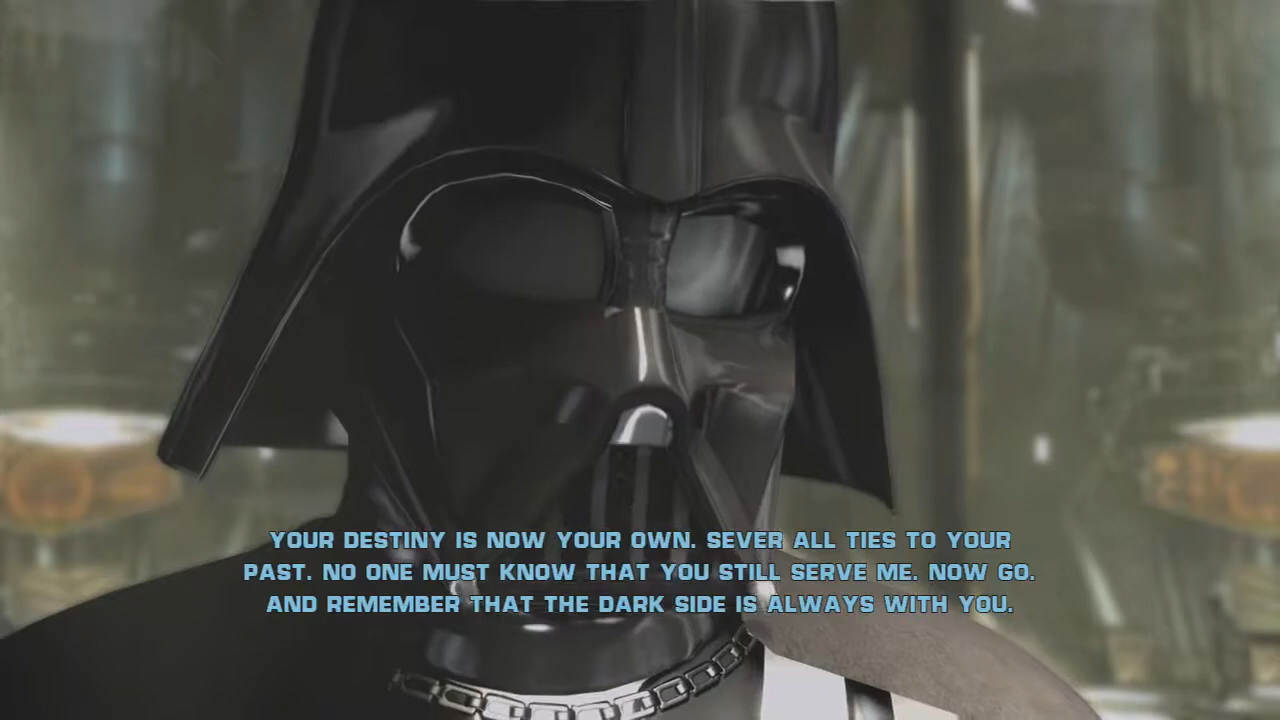 YOUR DESTINY IS NOW YOUR OWN. SEVER ALL TIES TO YOUR
PAST. NO ONE MUST KNOW THAT YOU STILL SERVE ME. NOW GO.
AND REMEMBER THAT THE DARK SIDE IS ALWAYS WITH YOU.